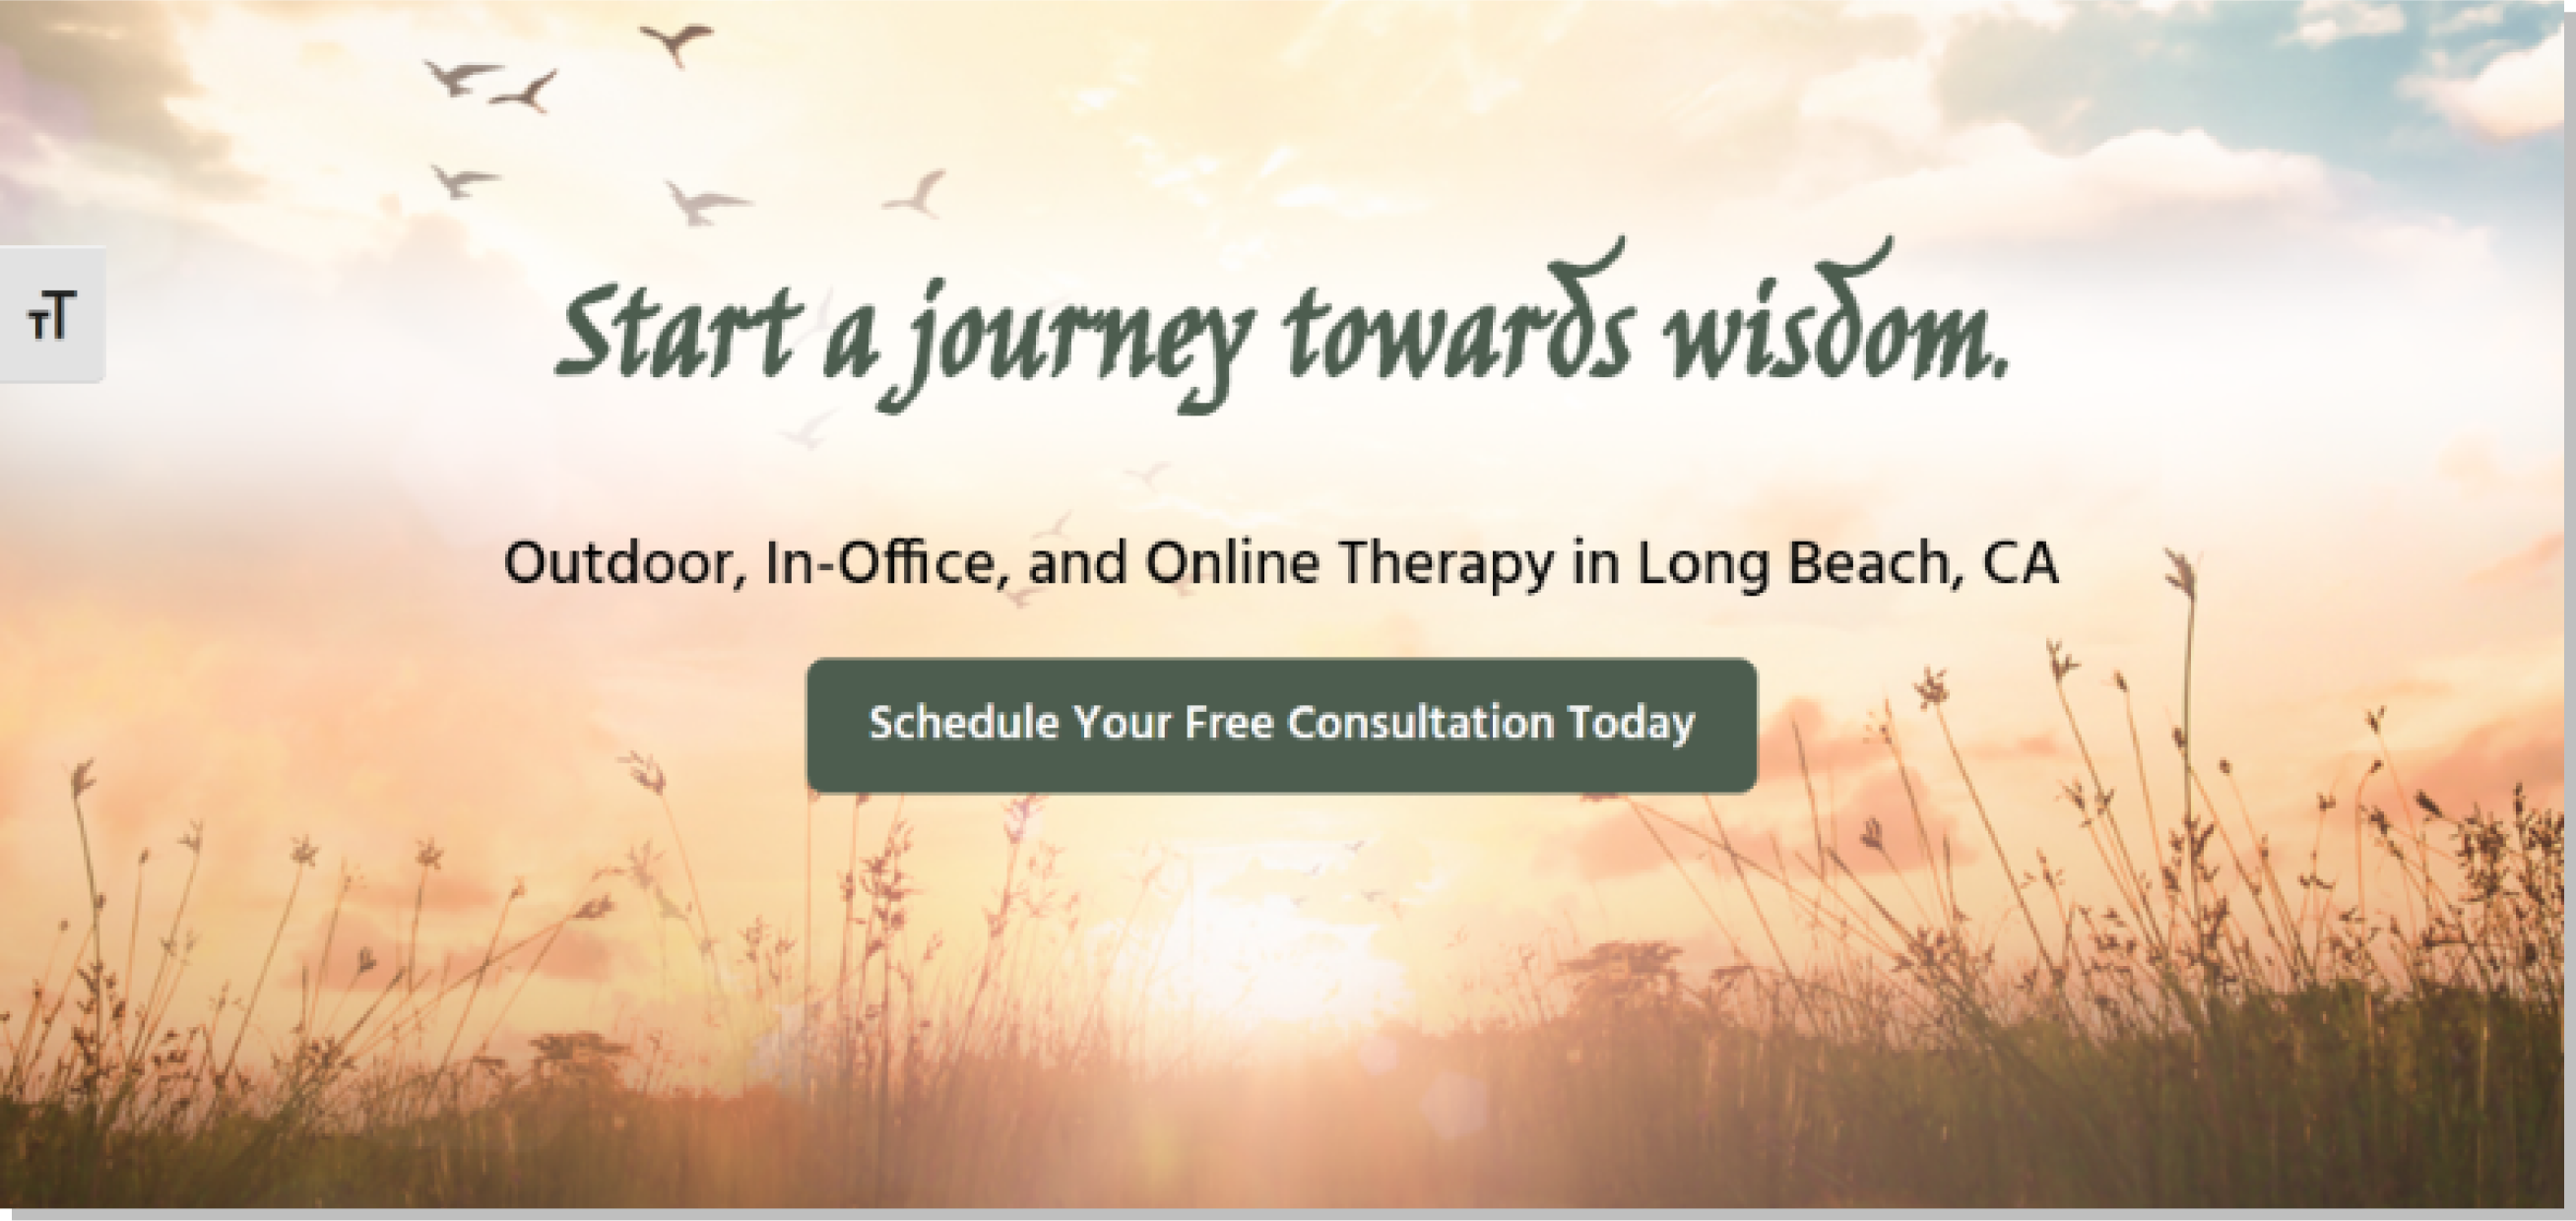 Start a journey towards wisdom.
TT
Outdoor, In-Office, and Online Therapy in Long Beach, CA
Schedule Your Free Consultation Today